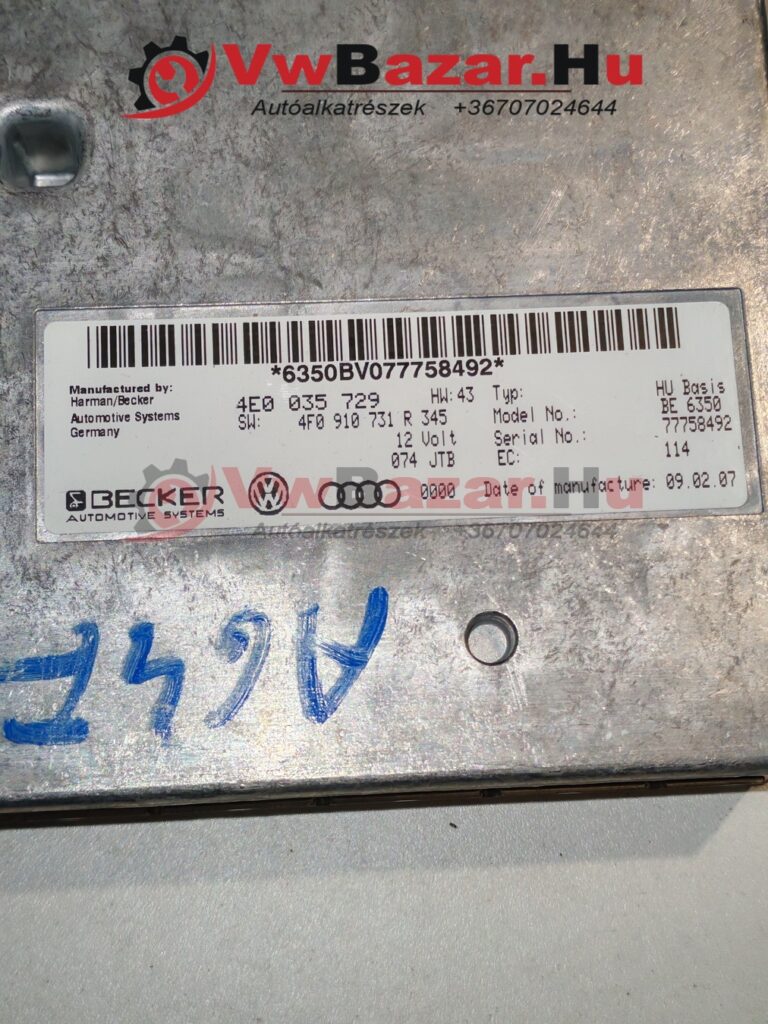 VwBazar.Hu
Autóalkatrészek +36707024644
*6350BV077758492*
Manufactured by:
Harman/Becker
Automotive Systems
Germany
4E0 035 729 HW:43
SW: 4F0 910 731 R 345
12 Volt
074 JTB
0000
Typ: HU Basis
Model No.: BE 6350
Serial No.: 77758492
EC: 114
Date of manufacture: 09.02.07
BECKER
AUTOMOTIVE SYSTEMS
VwBazar.Hu
Autóalkatrészek +36707024644
A6 4F